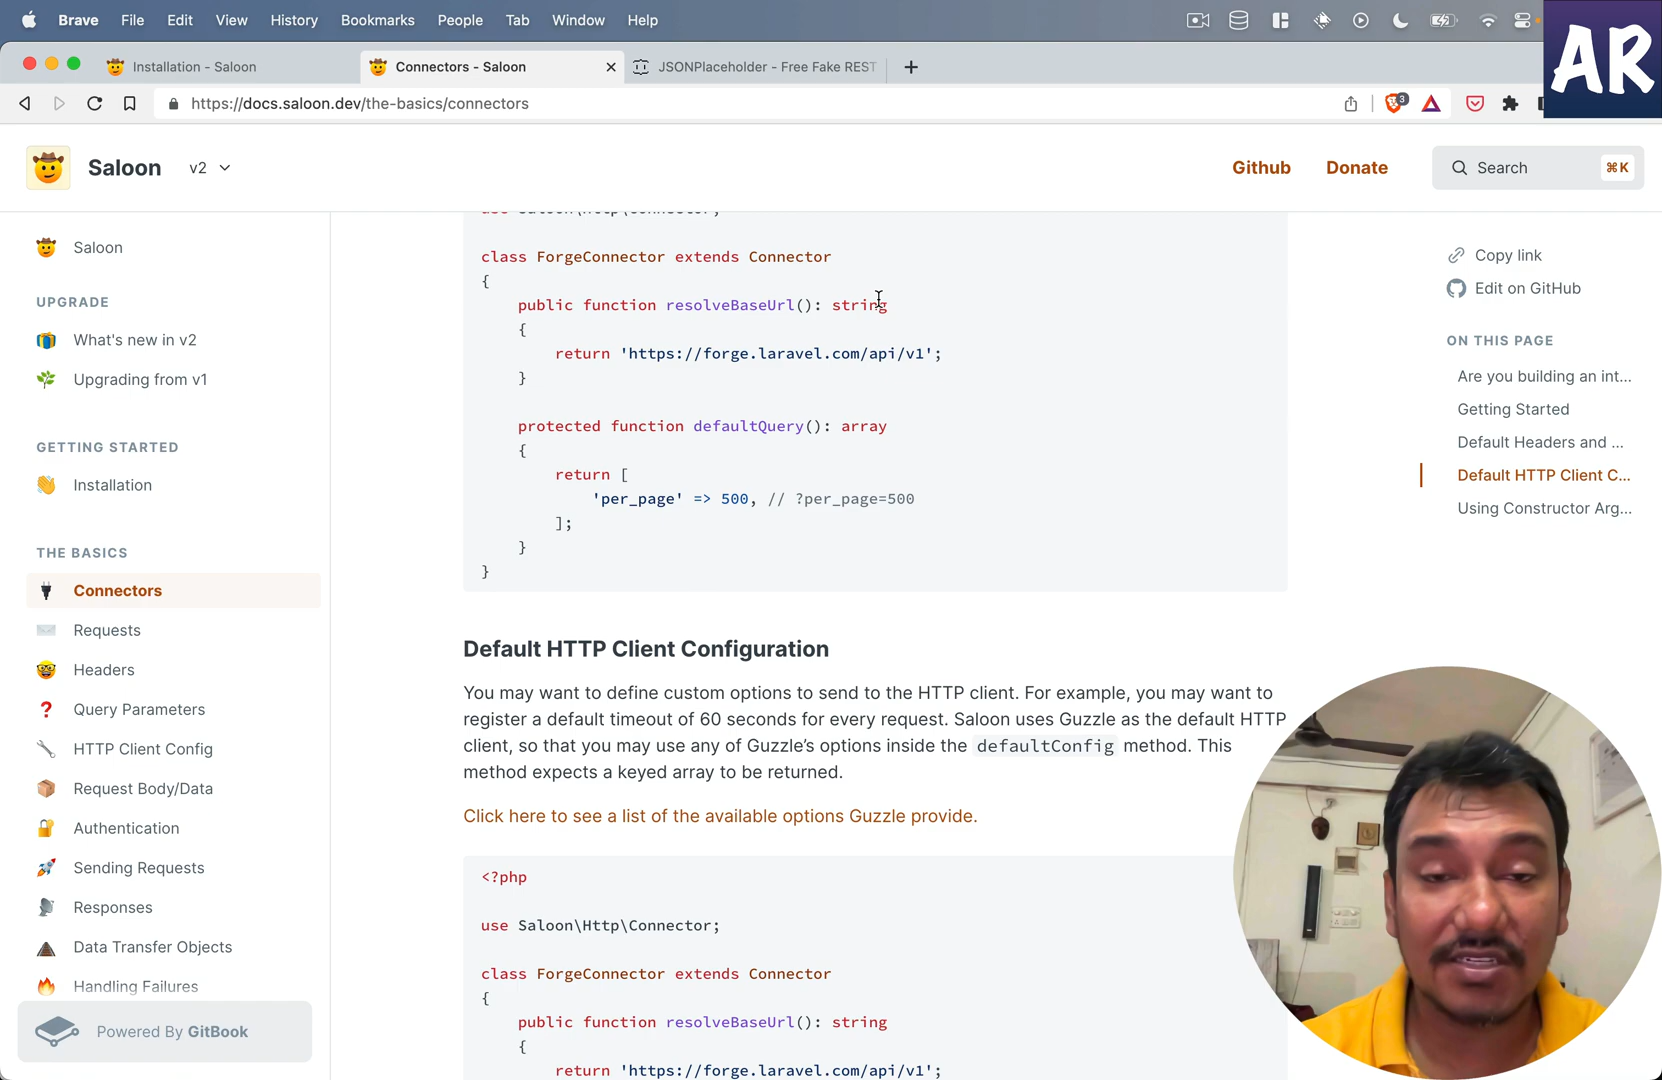 Brave File Edit View History Bookmarks People Tab Window Help
AR
Installation - Saloon
Connectors - Saloon
JSONPlaceholder - Free Fake REST
https://docs.saloon.dev/the-basics/connectors
3
Saloon v2
Github Donate Search ⌘K
Saloon
UPGRADE
What's new in v2
Upgrading from v1
GETTING STARTED
Installation
THE BASICS
Connectors
Requests
Headers
Query Parameters
HTTP Client Config
Request Body/Data
Authentication
Sending Requests
Responses
Data Transfer Objects
Handling Failures
Powered By GitBook
use Saloon\Http\Connector;
class ForgeConnector extends Connector
{
public function resolveBaseUrl(): string
{
return 'https://forge.laravel.com/api/v1';
}
protected function defaultQuery(): array
{
return [
'per_page' => 500, // ?per_page=500
];
}
}
Default HTTP Client Configuration
You may want to define custom options to send to the HTTP client. For example, you may want to
register a default timeout of 60 seconds for every request. Saloon uses Guzzle as the default HTTP
client, so that you may use any of Guzzle's options inside the defaultConfig method. This
method expects a keyed array to be returned.
Click here to see a list of the available options Guzzle provide.
<?php
use Saloon\Http\Connector;
class ForgeConnector extends Connector
{
public function resolveBaseUrl(): string
{
return 'https://forge.laravel.com/api/v1';
Copy link
Edit on GitHub
ON THIS PAGE
Are you building an int...
Getting Started
Default Headers and ...
Default HTTP Client C...
Using Constructor Arg...